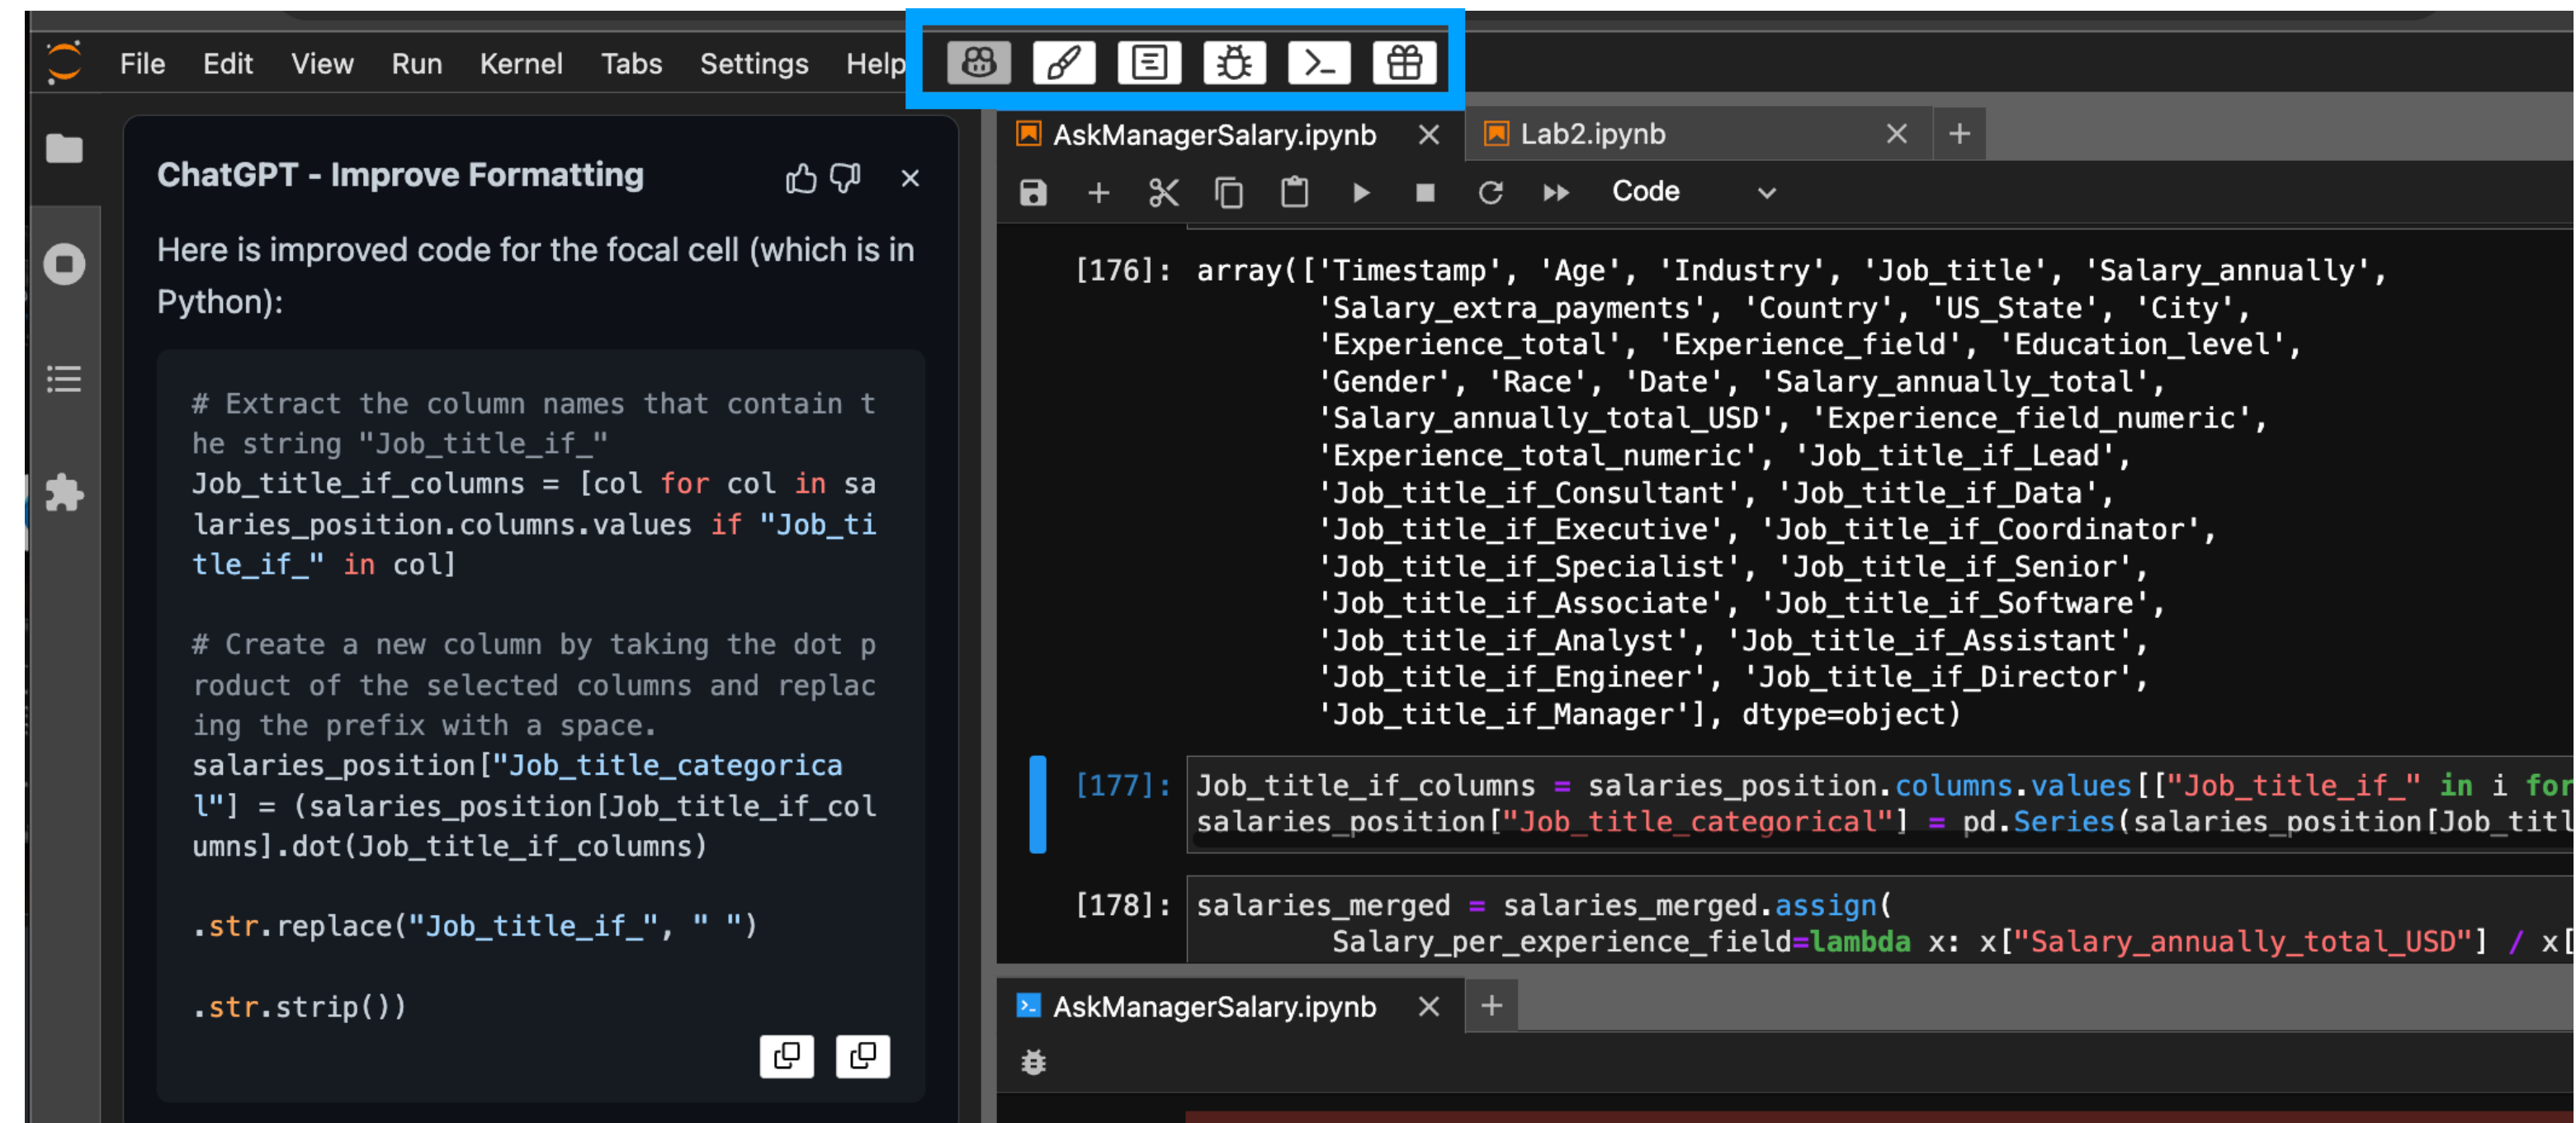 File Edit View Run Kernel Tabs Settings Help
ChatGPT - Improve Formatting
Here is improved code for the focal cell (which is in
Python):
# Extract the column names that contain t
he string "Job_title_if_"
Job_title_if_columns = [col for col in sa
laries_position.columns.values if "Job_ti
tle_if_" in col]
# Create a new column by taking the dot p
roduct of the selected columns and replac
ing the prefix with a space.
salaries_position["Job_title_categorica
l"] = (salaries_position[Job_title_if_col
umns].dot(Job_title_if_columns)
.str.replace("Job_title_if_", " ")
.str.strip())
AskManagerSalary.ipynb Lab2.ipynb
Code
[176]: array(['Timestamp', 'Age', 'Industry', 'Job_title', 'Salary_annually',
'Salary_extra_payments', 'Country', 'US_State', 'City',
'Experience_total', 'Experience_field', 'Education_level',
'Gender', 'Race', 'Date', 'Salary_annually_total',
'Salary_annually_total_USD', 'Experience_field_numeric',
'Experience_total_numeric', 'Job_title_if_Lead',
'Job_title_if_Consultant', 'Job_title_if_Data',
'Job_title_if_Executive', 'Job_title_if_Coordinator',
'Job_title_if_Specialist', 'Job_title_if_Senior',
'Job_title_if_Associate', 'Job_title_if_Software',
'Job_title_if_Analyst', 'Job_title_if_Assistant',
'Job_title_if_Engineer', 'Job_title_if_Director',
'Job_title_if_Manager'], dtype=object)
[177]: Job_title_if_columns = salaries_position.columns.values[["Job_title_if_" in i for
salaries_position["Job_title_categorical"] = pd.Series(salaries_position[Job_titl
[178]: salaries_merged = salaries_merged.assign(
Salary_per_experience_field=lambda x: x["Salary_annually_total_USD"] / x[
AskManagerSalary.ipynb